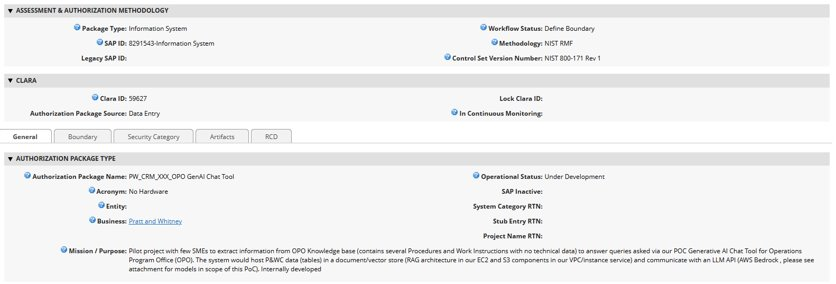 ASSESSMENT & AUTHORIZATION METHODOLOGY
Package Type: Information System Workflow Status: Define Boundary
SAP ID: 8291543-Information System Methodology: NIST RMF
Legacy SAP ID: Control Set Version Number: NIST 800-171 Rev 1
CLARA
Clara ID: 59627 Lock Clara ID:
Authorization Package Source: Data Entry In Continuous Monitoring:
General Boundary Security Category Artifacts RCD
AUTHORIZATION PACKAGE TYPE
Authorization Package Name: PW_CRM_XXX_OPO GenAI Chat Tool Operational Status: Under Development
Acronym: No Hardware SAP Inactive:
Entity: System Category RTN:
Business: Pratt and Whitney Stub Entry RTN:
Project Name RTN:
Mission / Purpose: Pilot project with few SMEs to extract information from OPO Knowledge base (contains several Procedures and Work Instructions with no technical data) to answer queries asked via our POC Generative AI Chat Tool for Operations
Program Office (OPO). The system would host P&WC data (tables) in a document/vector store (RAG architecture in our EC2 and S3 components in our VPC/instance service) and communicate with an LLM API (AWS Bedrock , please see
attachment for models in scope of this PoC). Internally developed